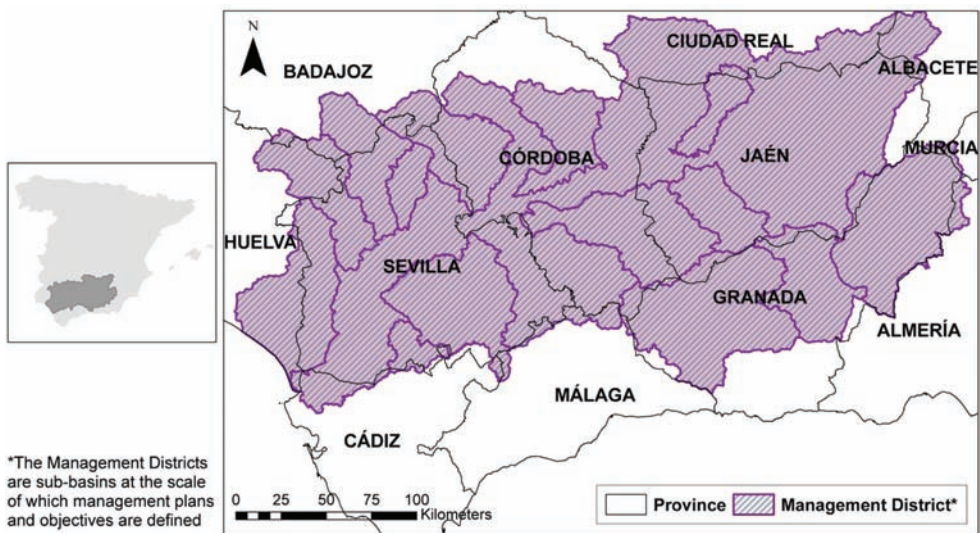 N
CIUDAD REAL
BADAJOZ
ALBACETE
CÓRDOBA
JAÉN
MURCIA
HUELVA
SEVILLA
GRANADA
ALMERÍA
MÁLAGA
CÁDIZ
*The Management Districts
are sub-basins at the scale
of which management plans
and objectives are defined
0 25 50 75 100
Kilometers
Province
Management District*